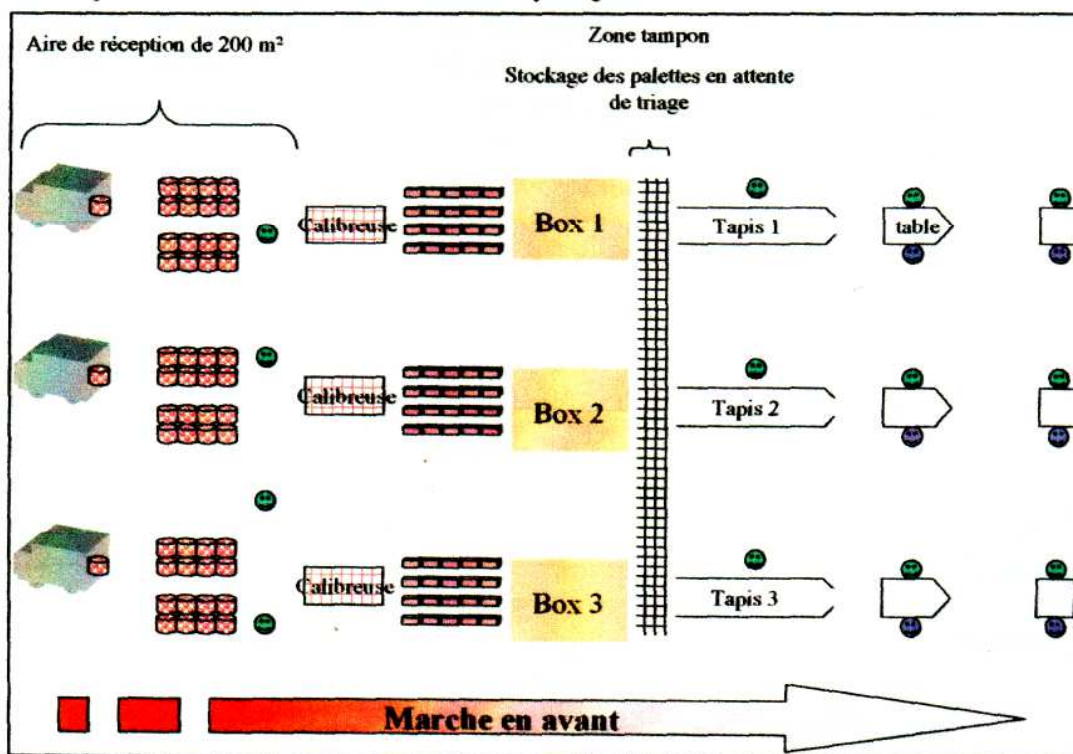 Aire de réception de 200 m²
Zone tampon
Stockage des palettes en attente
de triage
Calibreuse
Box 1
Tapis 1
table
Calibreuse
Box 2
Tapis 2
Calibreuse
Box 3
Tapis 3
Marche en avant